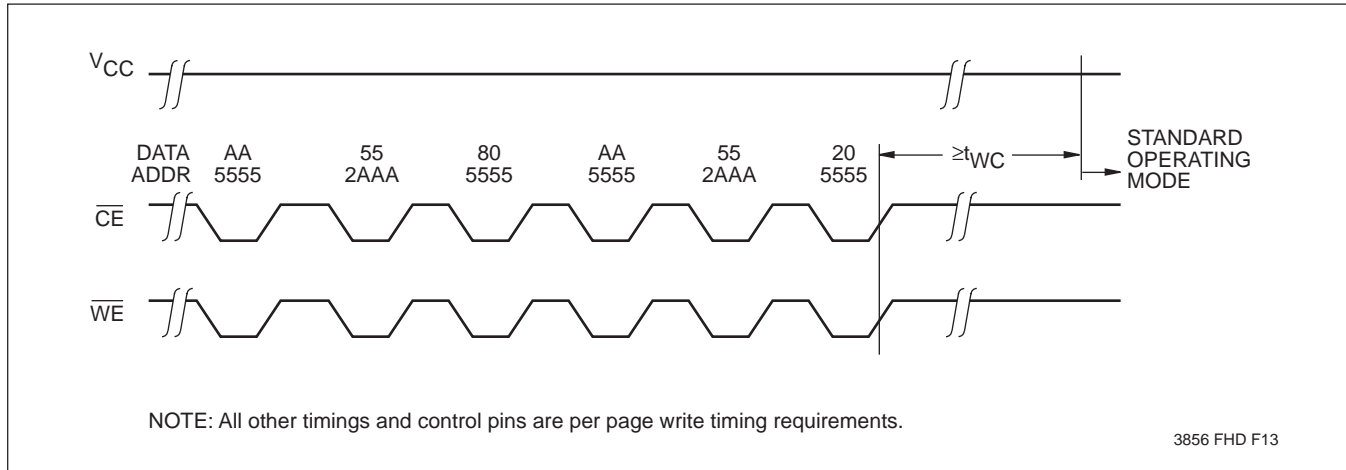 VCC
DATA AA 55 80 AA 55 20
ADDR 5555 2AAA 5555 5555 2AAA 5555
≥tWC
STANDARD
OPERATING
MODE
CE
WE
NOTE: All other timings and control pins are per page write timing requirements.
3856 FHD F13